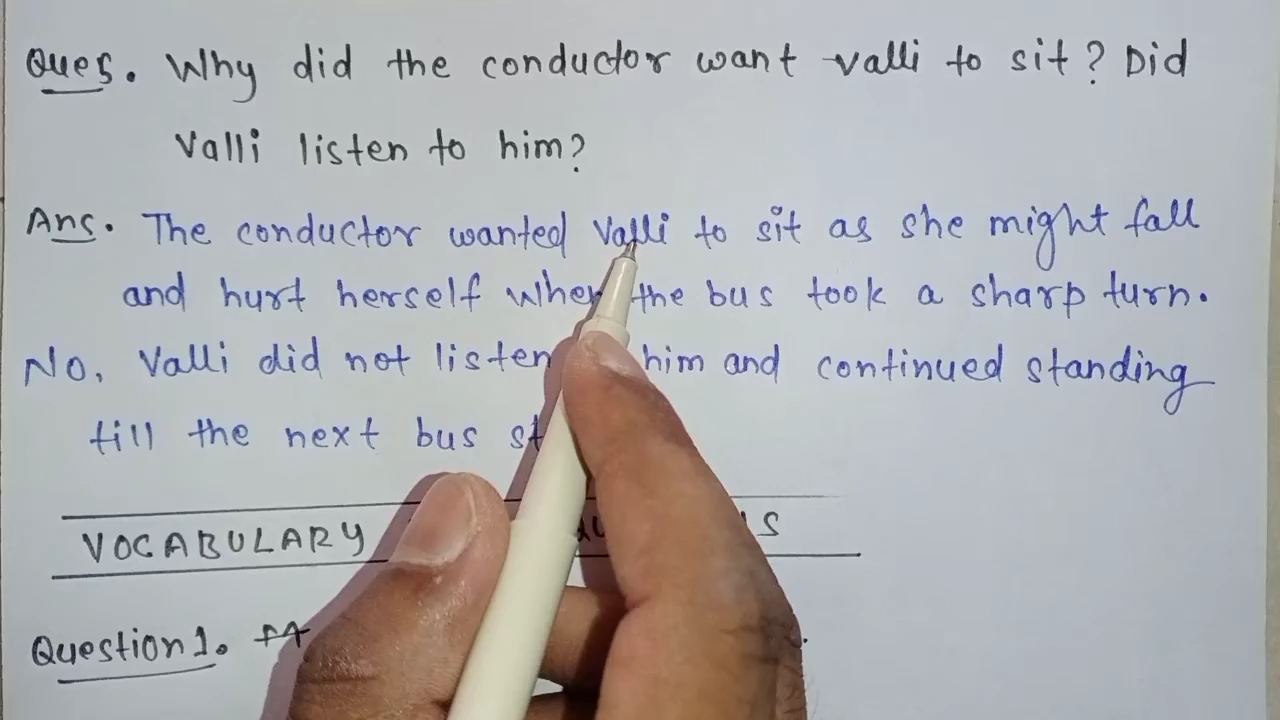 Ques. Why did the conductor want valli to sit? Did
Valli listen to him?
Ans. The conductor wanted Valli to sit as she might fall
and hurt herself when the bus took a sharp turn.
No, Valli did not listen him and continued standing
till the next bus
VOCABULARY
Question 1.